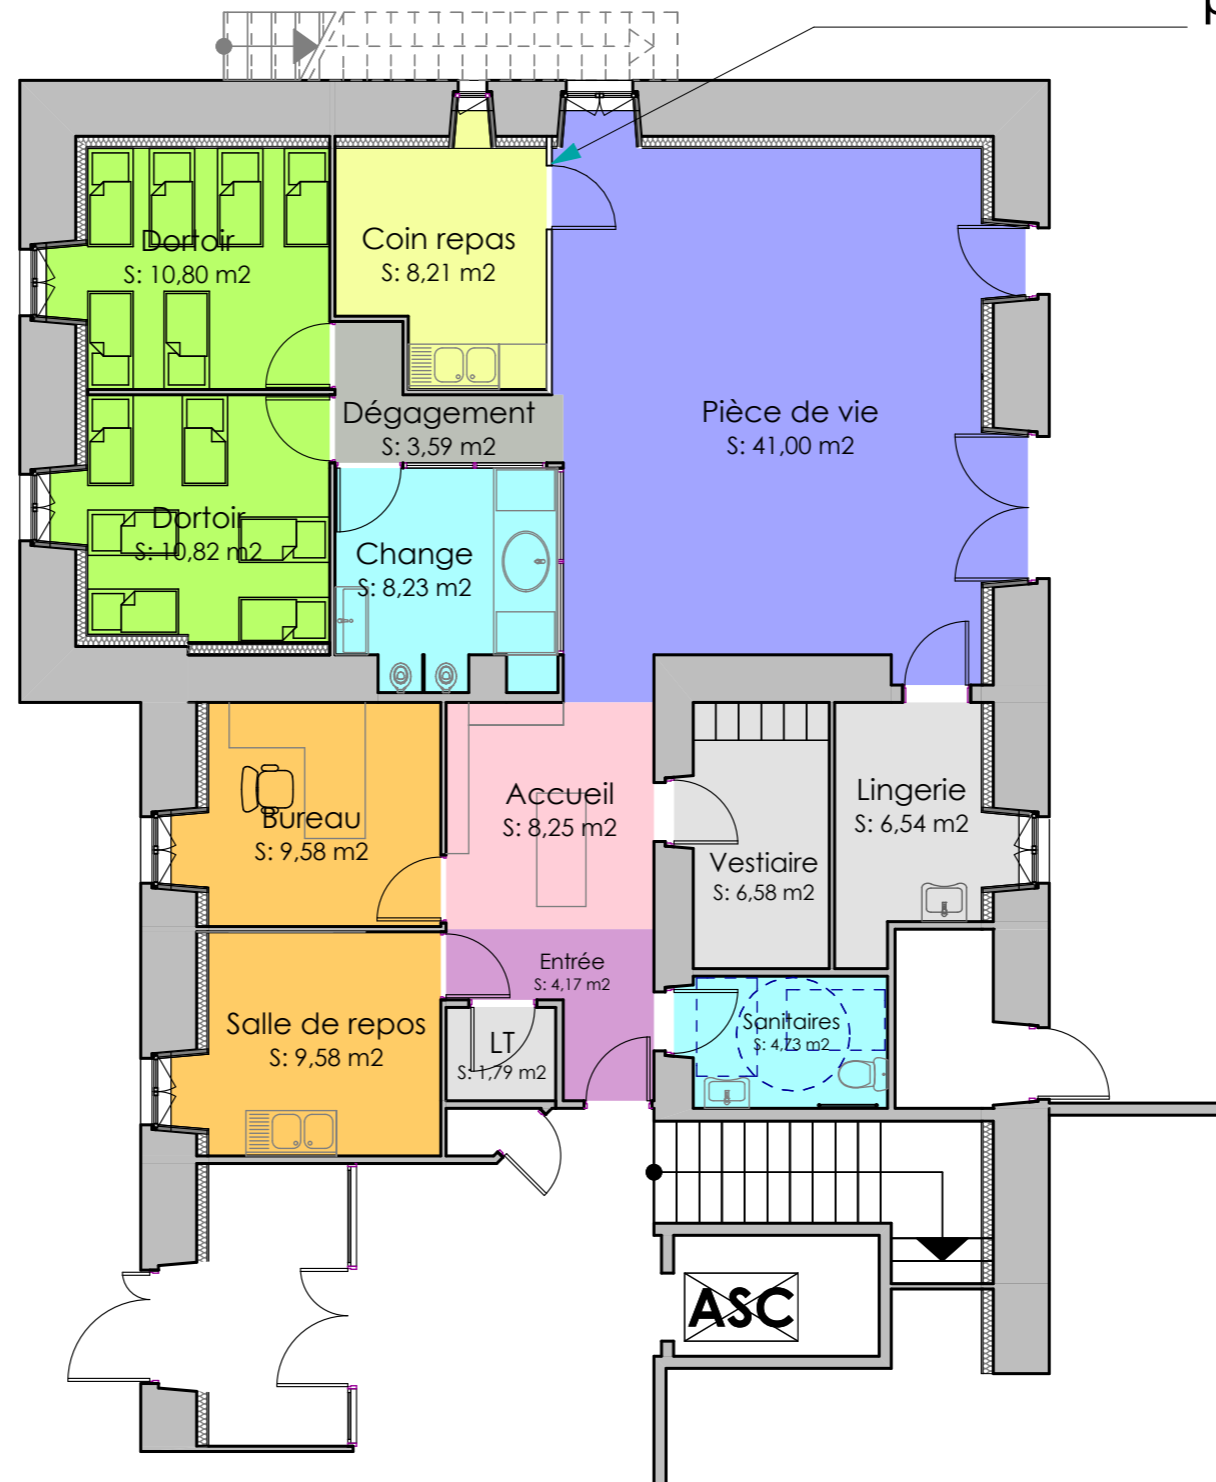 p
Dortoir
S: 10,80 m2
Coin repas
S: 8,21 m2
Dégagement
S: 3,59 m2
Pièce de vie
S: 41,00 m2
Dortoir
S: 10,82 m2
Change
S: 8,23 m2
Bureau
S: 9,58 m2
Accueil
S: 8,25 m2
Vestiaire
S: 6,58 m2
Lingerie
S: 6,54 m2
Entrée
S: 4,17 m2
Salle de repos
S: 9,58 m2
LT
S: 1,79 m2
Sanitaires
S: 4,73 m2
ASC